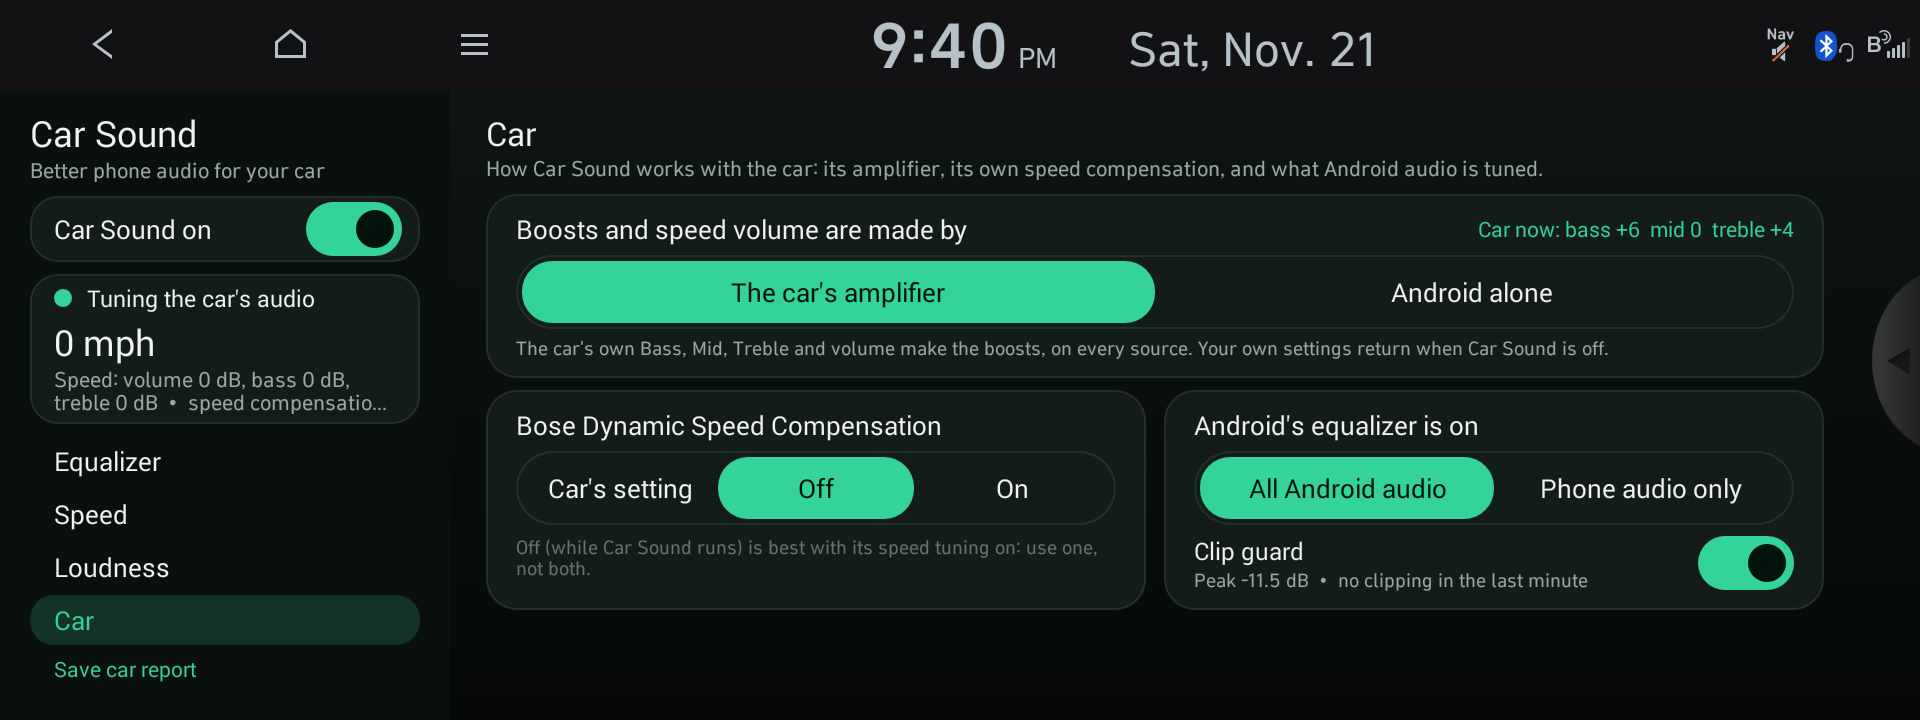 9:40 PM
Sat, Nov. 21
Nav
B
Car Sound
Better phone audio for your car
Car Sound on
Tuning the car's audio
0 mph
Speed: volume 0 dB, bass 0 dB,
treble 0 dB • speed compensatio...
Equalizer
Speed
Loudness
Car
Save car report
Car
How Car Sound works with the car: its amplifier, its own speed compensation, and what Android audio is tuned.
Boosts and speed volume are made by
Car now: bass +6 mid 0 treble +4
The car's amplifier
Android alone
The car's own Bass, Mid, Treble and volume make the boosts, on every source. Your own settings return when Car Sound is off.
Bose Dynamic Speed Compensation
Car's setting
Off
On
Off (while Car Sound runs) is best with its speed tuning on: use one,
not both.
Android's equalizer is on
All Android audio
Phone audio only
Clip guard
Peak -11.5 dB • no clipping in the last minute